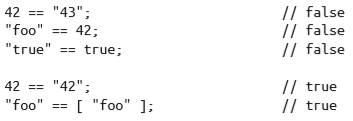 42 == "43"; // false
"foo" == 42; // false
"true" == true; // false
42 == "42"; // true
"foo" == [ "foo" ]; // true